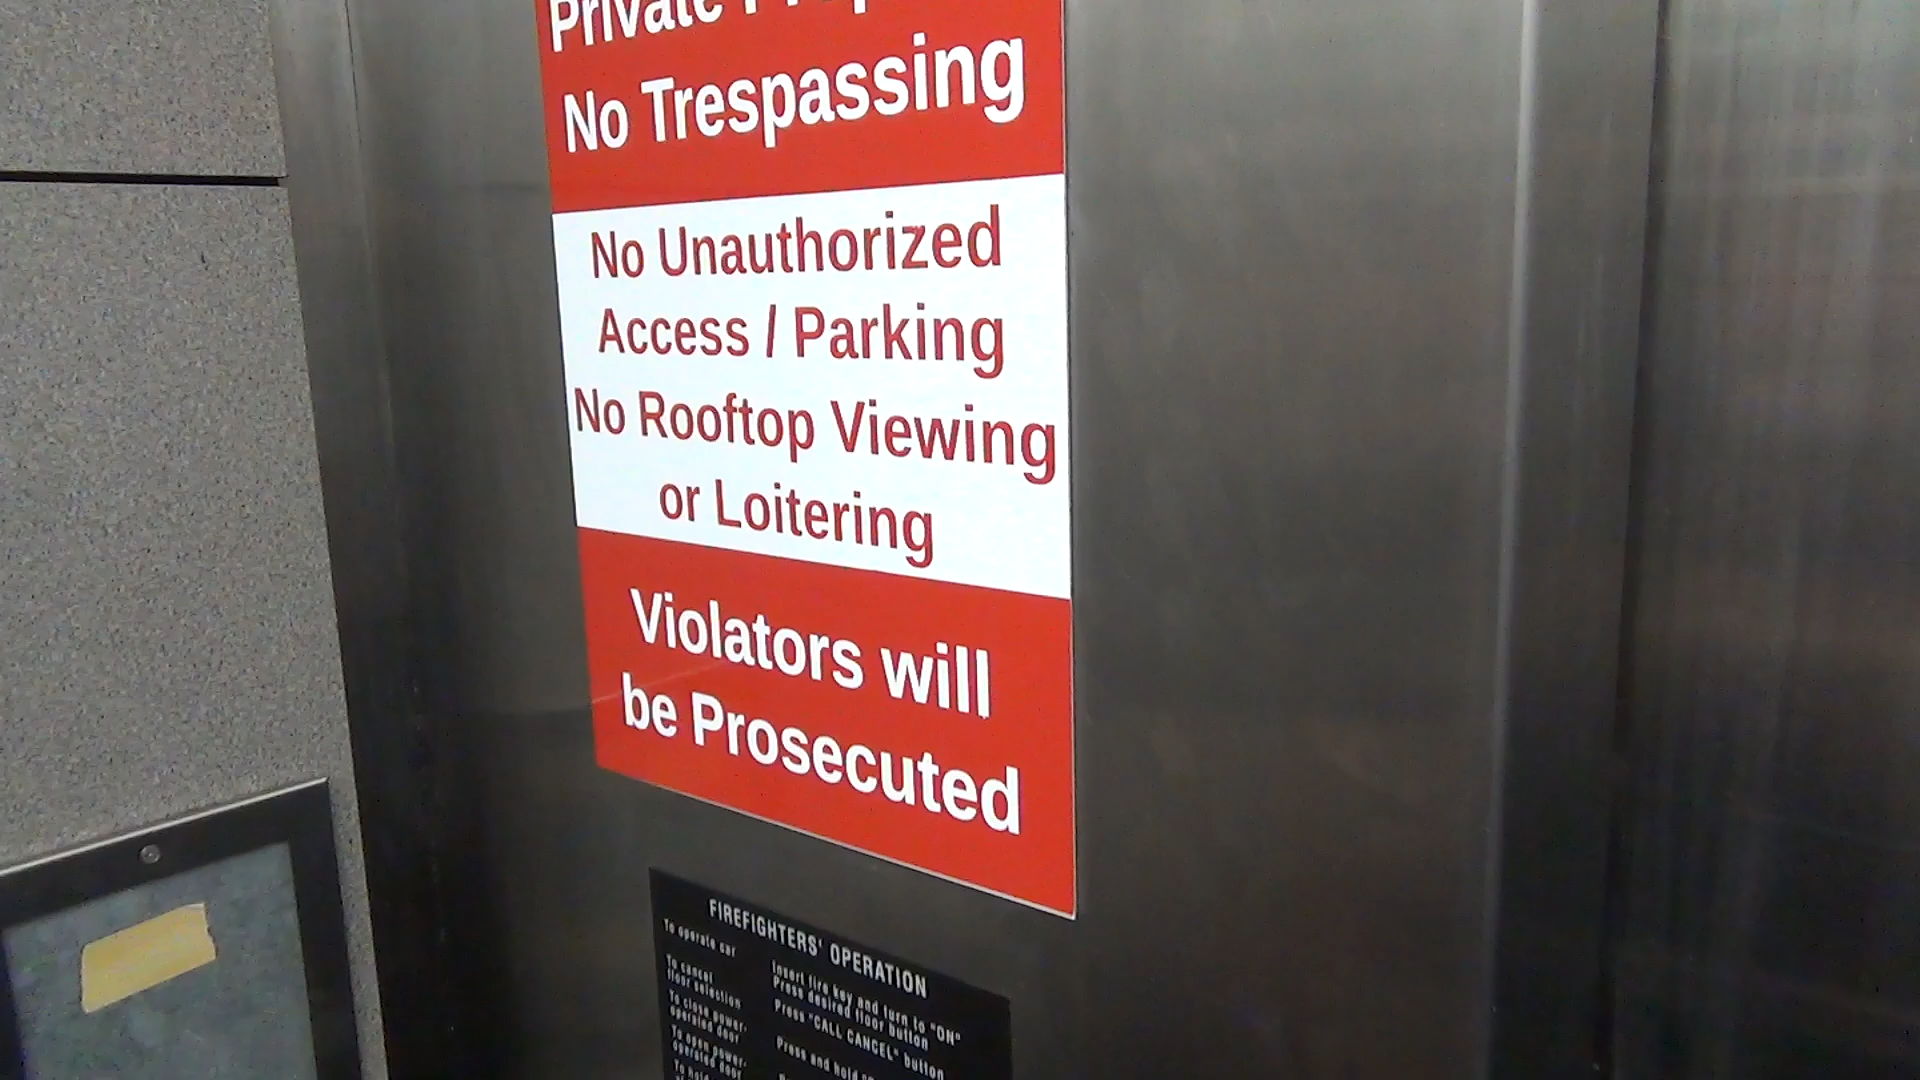 Private
No Trespassing
No Unauthorized
Access / Parking
No Rooftop Viewing
or Loitering
Violators will
be Prosecuted
FIREFIGHTERS' OPERATION
To operate car
Insert fire key and turn to "ON"
Press desired floor button
To cancel
floor selection
Press "CALL CANCEL" button
To close power-
operated door
Press and hold
To open power-
operated door
To hold